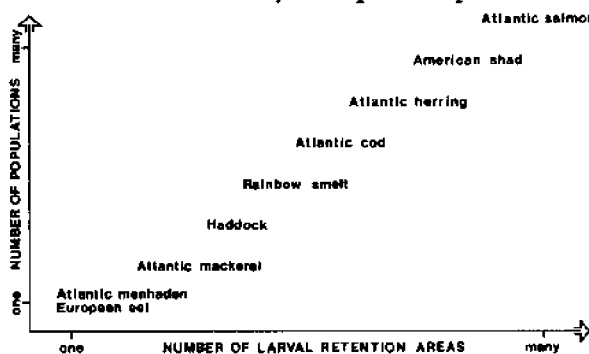 Atlantic salmon
American shad
Atlantic herring
Atlantic cod
Rainbow smelt
Haddock
Atlantic mackerel
Atlantic menhaden
European eel
NUMBER OF POPULATIONS
many
one
one
NUMBER OF LARVAL RETENTION AREAS
many